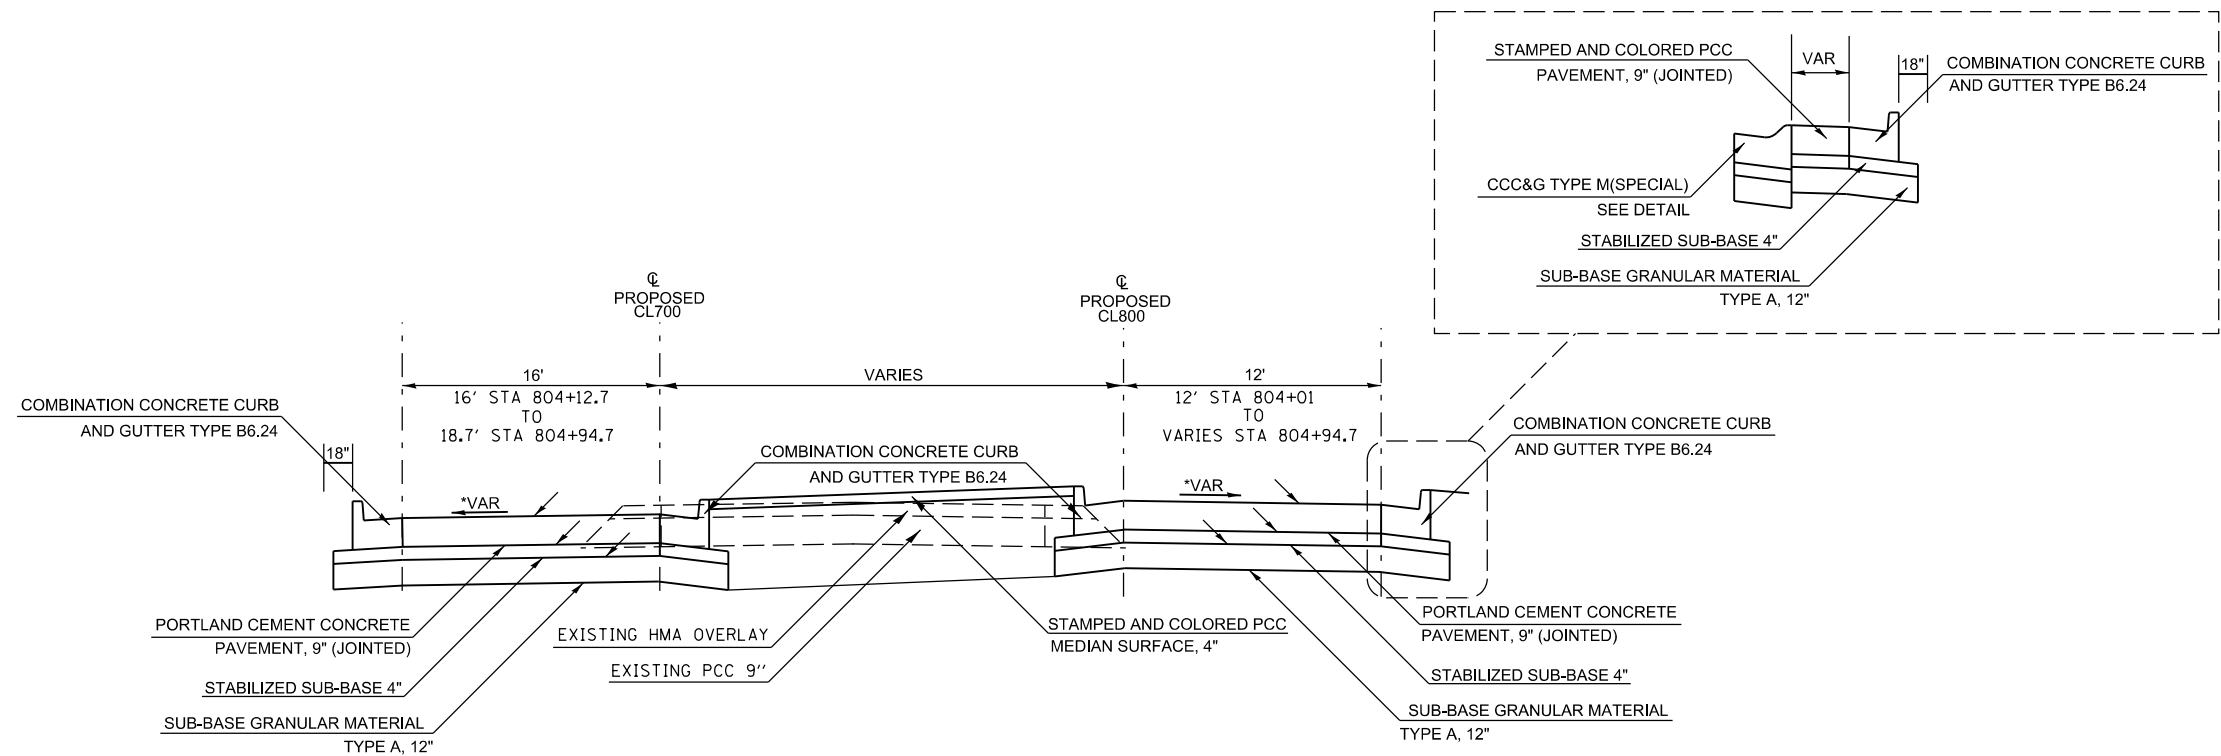 STAMPED AND COLORED PCC
PAVEMENT, 9" (JOINTED)
VAR
18"
COMBINATION CONCRETE CURB
AND GUTTER TYPE B6.24
CCC&G TYPE M(SPECIAL)
SEE DETAIL
STABILIZED SUB-BASE 4"
SUB-BASE GRANULAR MATERIAL
TYPE A, 12"
℄
PROPOSED
CL700
℄
PROPOSED
CL800
16'
16' STA 804+12.7
TO
18.7' STA 804+94.7
VARIES
12'
12' STA 804+01
TO
VARIES STA 804+94.7
COMBINATION CONCRETE CURB
AND GUTTER TYPE B6.24
18"
*VAR
COMBINATION CONCRETE CURB
AND GUTTER TYPE B6.24
*VAR
COMBINATION CONCRETE CURB
AND GUTTER TYPE B6.24
PORTLAND CEMENT CONCRETE
PAVEMENT, 9" (JOINTED)
STABILIZED SUB-BASE 4"
SUB-BASE GRANULAR MATERIAL
TYPE A, 12"
EXISTING HMA OVERLAY
EXISTING PCC 9''
STAMPED AND COLORED PCC
MEDIAN SURFACE, 4"
PORTLAND CEMENT CONCRETE
PAVEMENT, 9" (JOINTED)
STABILIZED SUB-BASE 4"
SUB-BASE GRANULAR MATERIAL
TYPE A, 12"